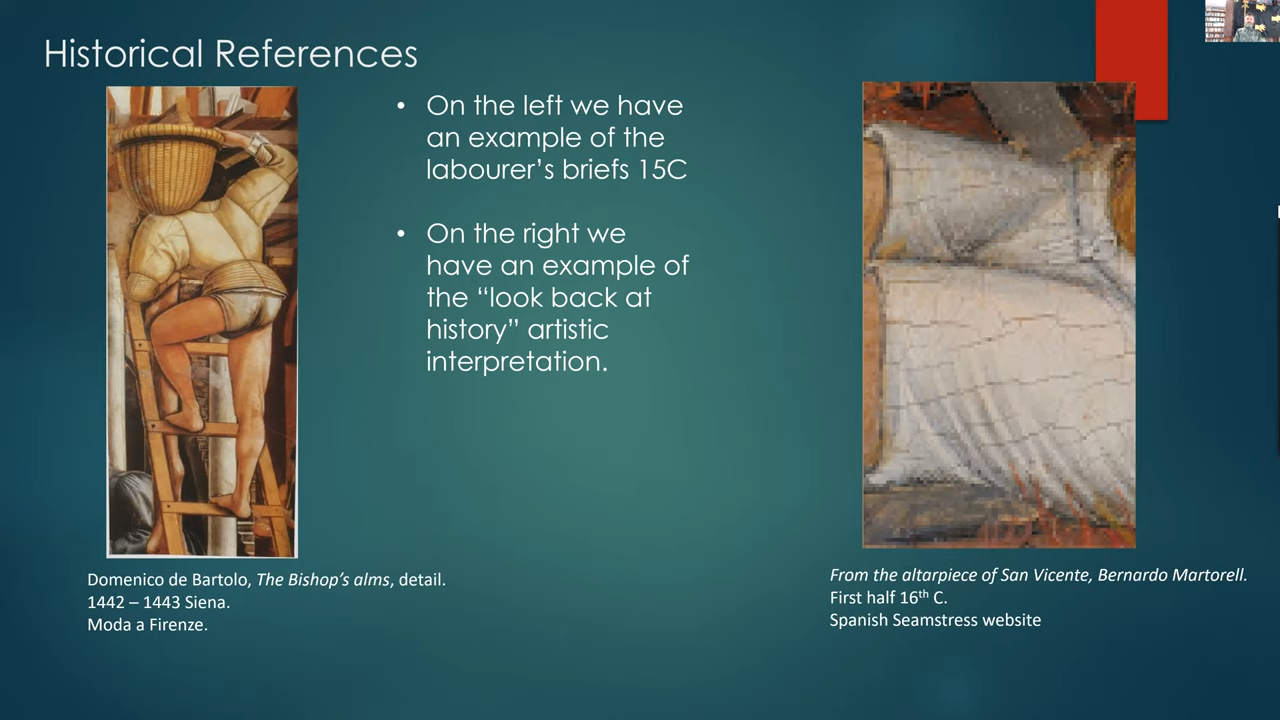 Historical References
• On the left we have
an example of the
labourer’s briefs 15C
• On the right we
have an example of
the “look back at
history” artistic
interpretation.
Domenico de Bartolo, The Bishop’s alms, detail.
1442 – 1443 Siena.
Moda a Firenze.
From the altarpiece of San Vicente, Bernardo Martorell.
First half 16th C.
Spanish Seamstress website